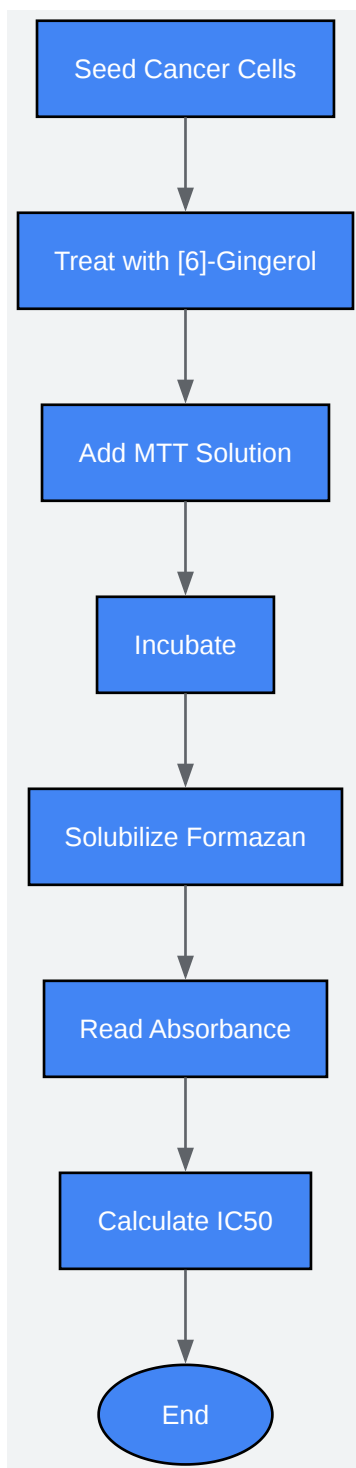 Seed Cancer Cells
Treat with [6]-Gingerol
Add MTT Solution
Incubate
Solubilize Formazan
Read Absorbance
Calculate IC50
End